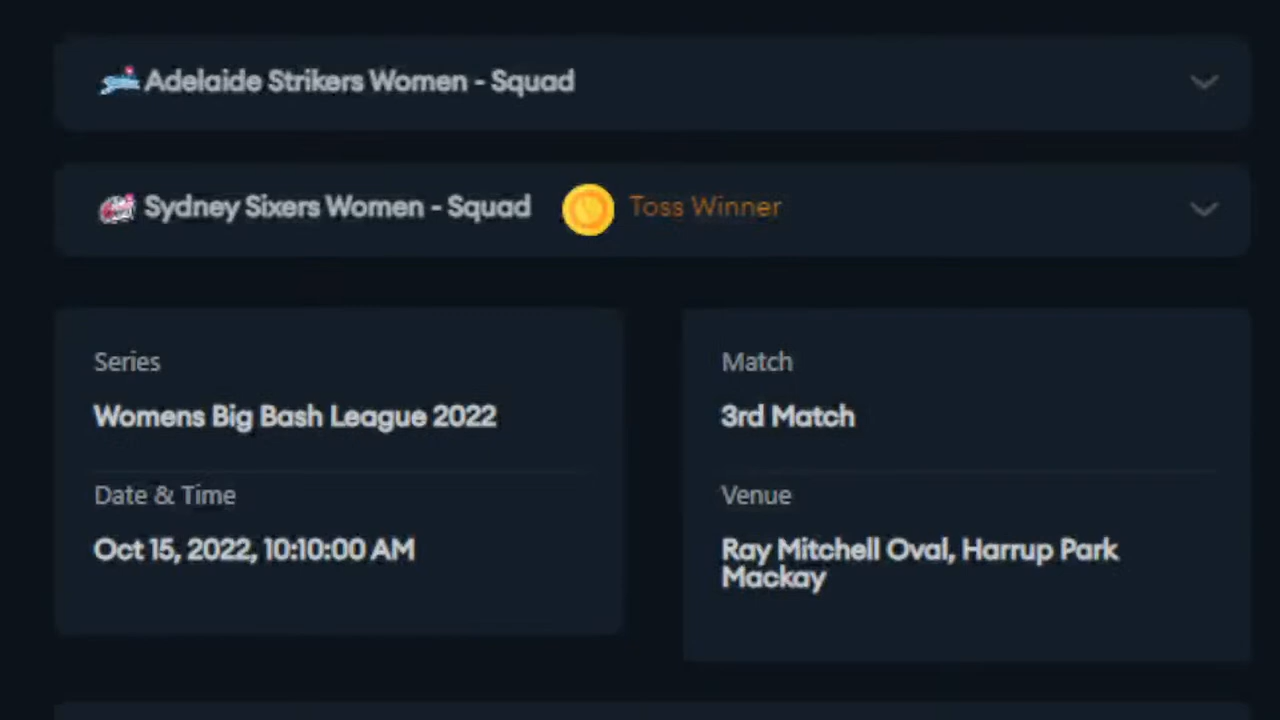 Adelaide Strikers Women - Squad
Sydney Sixers Women - Squad Toss Winner
Series
Womens Big Bash League 2022
Date & Time
Oct 15, 2022, 10:10:00 AM
Match
3rd Match
Venue
Ray Mitchell Oval, Harrup Park
Mackay